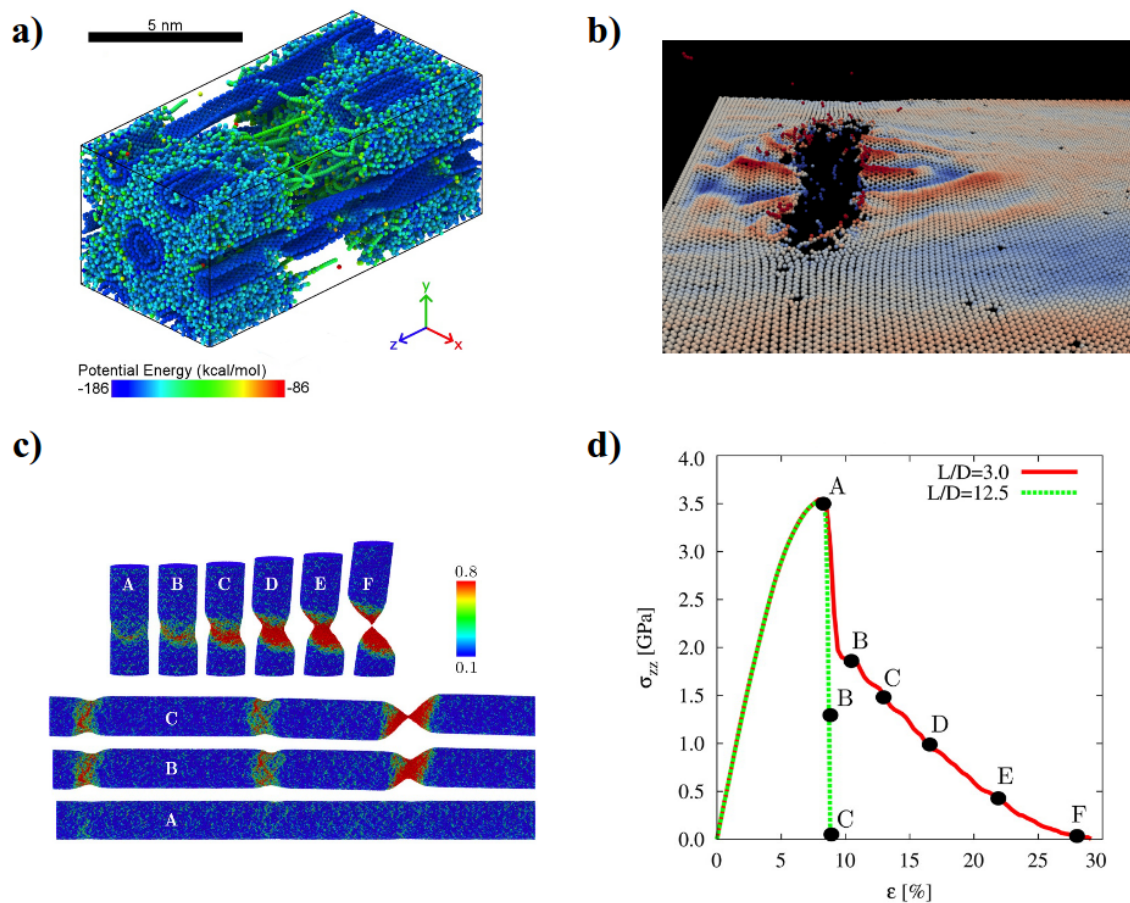 a)
5 nm
y
z
x
Potential Energy (kcal/mol)
-186
-86
b)
c)
A B C D E F
0.8
0.1
C
B
A
d)
4.0
3.5
3.0
2.5
2.0
1.5
1.0
0.5
0.0
σzz [GPa]
L/D=3.0
L/D=12.5
A
B
C
B
D
E
C
F
0 5 10 15 20 25 30
ε [%]